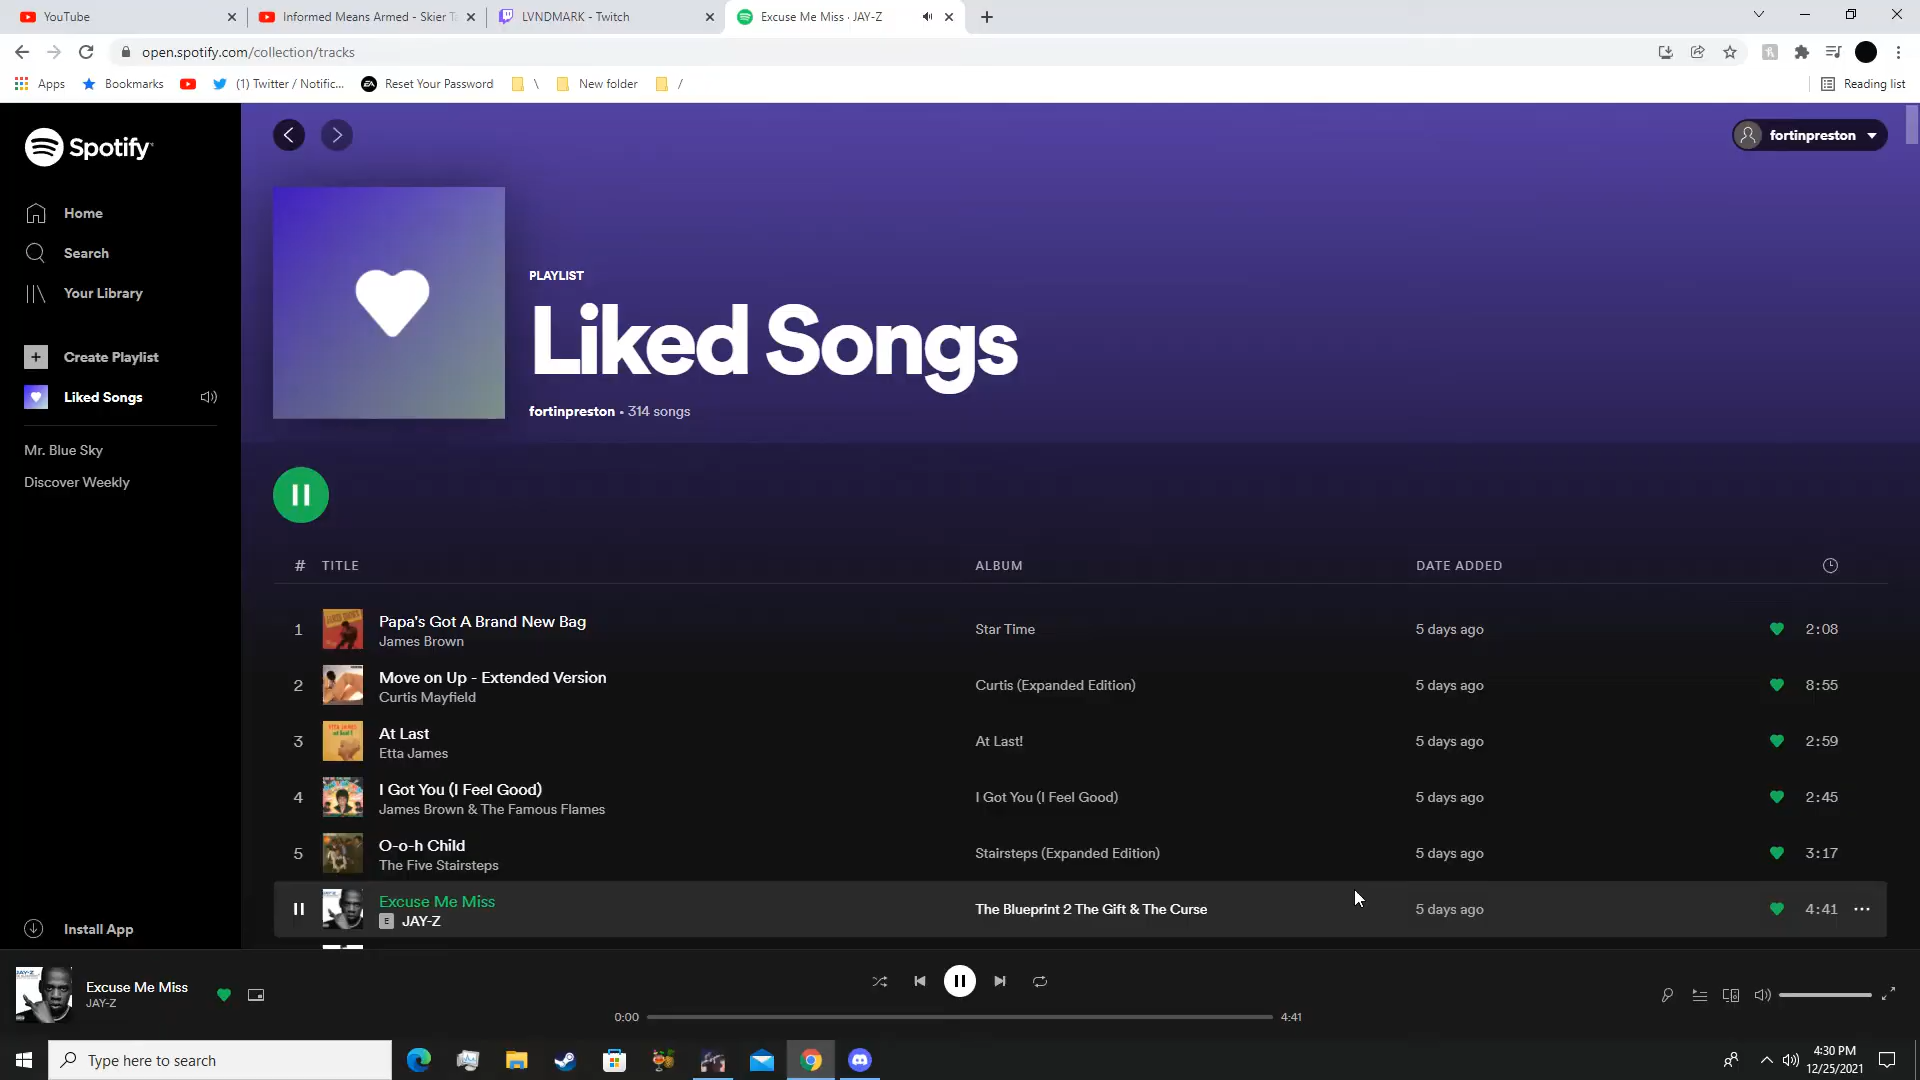 YouTube
Informed Means Armed - Skier Ta
LVNDMARK - Twitch
Excuse Me Miss · JAY-Z
open.spotify.com/collection/tracks
Apps
Bookmarks
(1) Twitter / Notific...
Reset Your Password
\
New folder
/
Reading list
Spotify
fortinpreston
Home
Search
Your Library
Create Playlist
Liked Songs
Mr. Blue Sky
Discover Weekly
Install App
PLAYLIST
Liked Songs
fortinpreston • 314 songs
# TITLE ALBUM DATE ADDED
1 Papa's Got A Brand New Bag Star Time 5 days ago 2:08
James Brown
2 Move on Up - Extended Version Curtis (Expanded Edition) 5 days ago 8:55
Curtis Mayfield
3 At Last At Last! 5 days ago 2:59
Etta James
4 I Got You (I Feel Good) I Got You (I Feel Good) 5 days ago 2:45
James Brown & The Famous Flames
5 O-o-h Child Stairsteps (Expanded Edition) 5 days ago 3:17
The Five Stairsteps
Excuse Me Miss The Blueprint 2 The Gift & The Curse 5 days ago 4:41
E JAY-Z
Excuse Me Miss
JAY-Z
0:00 4:41
Type here to search
4:30 PM
12/25/2021